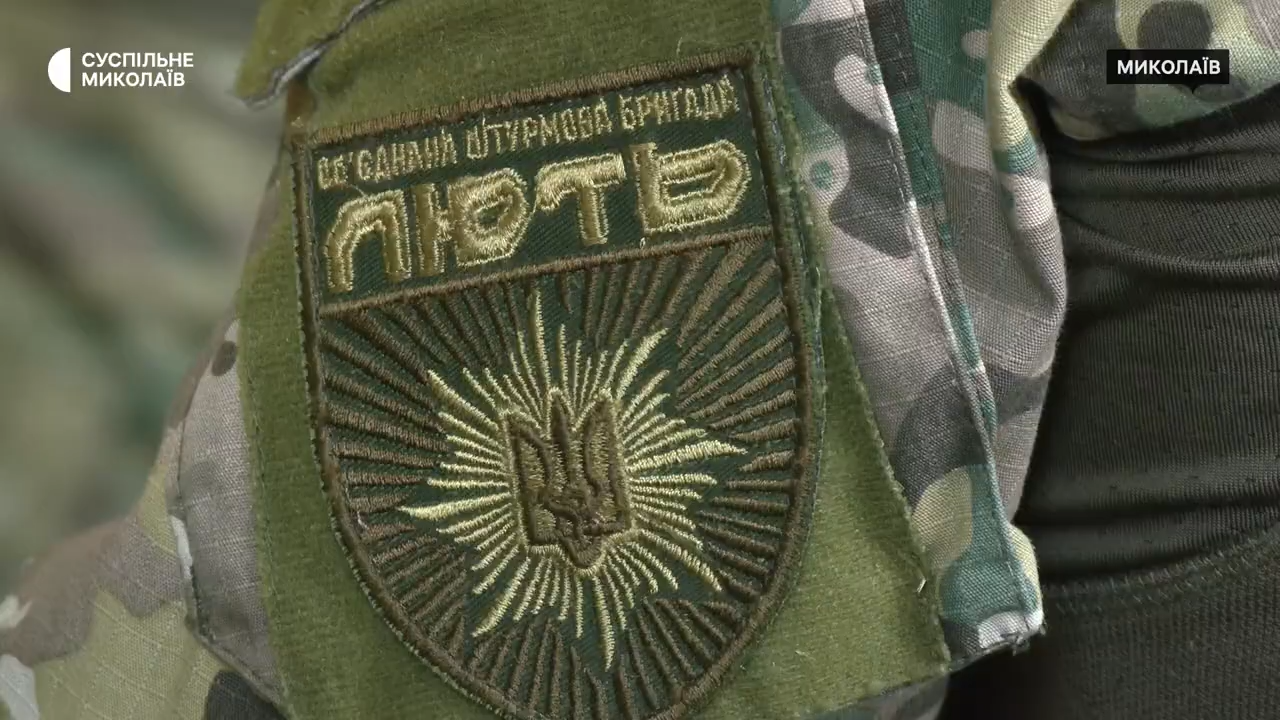 СУСПІЛЬНЕ
МИКОЛАЇВ
МИКОЛАЇВ
ОБ'ЄДНАНА ШТУРМОВА БРИГАДА
ЛЮТЬ